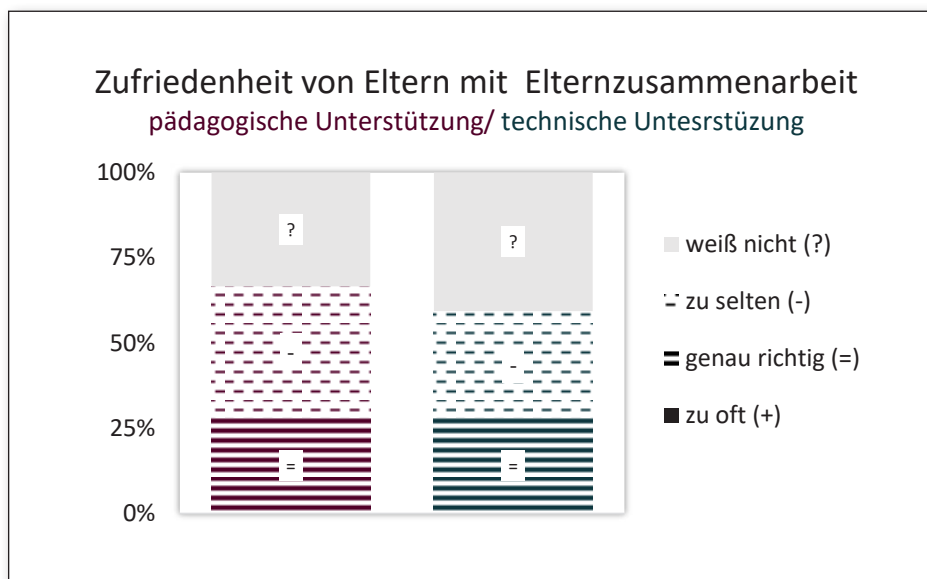 Zufriedenheit von Eltern mit  Elternzusammenarbeit
pädagogische Unterstützung/ technische Untesrstüzung
100%
75%
50%
25%
0%
?
-
=
?
-
=
weiß nicht (?)
zu selten (-)
genau richtig (=)
zu oft (+)